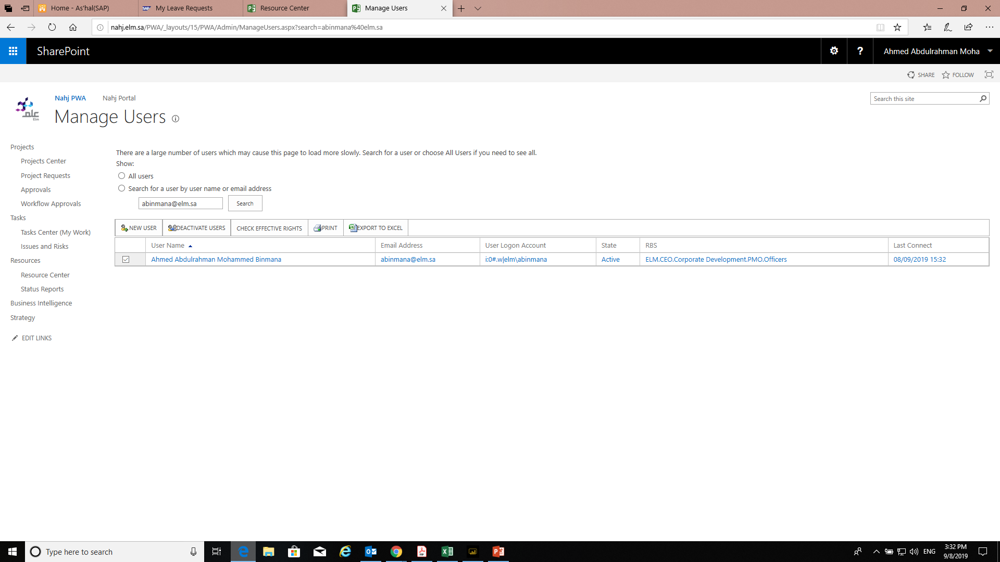 Home - As'hal(SAP)
My Leave Requests
Resource Center
Manage Users
nahj.elm.sa/PWA/_layouts/15/PWA/Admin/ManageUsers.aspx?search=abinmana%40elm.sa
SharePoint
?
Ahmed Abdulrahman Moha
SHARE
FOLLOW
علم
Elm
Nahj PWA
Nahj Portal
Search this site
Manage Users
Projects
Projects Center
Project Requests
Approvals
Workflow Approvals
Tasks
Tasks Center (My Work)
Issues and Risks
Resources
Resource Center
Status Reports
Business Intelligence
Strategy
EDIT LINKS
There are a large number of users which may cause this page to load more slowly. Search for a user or choose All Users if you need to see all.
Show:
All users
Search for a user by user name or email address
abinmana@elm.sa
Search
NEW USER
DEACTIVATE USERS
CHECK EFFECTIVE RIGHTS
PRINT
EXPORT TO EXCEL
User Name
Email Address
User Logon Account
State
RBS
Last Connect
Ahmed Abdulrahman Mohammed Binmana
abinmana@elm.sa
i:0#.w|elm\abinmana
Active
ELM.CEO.Corporate Development.PMO.Officers
08/09/2019 15:32
Type here to search
ENG
3:32 PM
9/8/2019